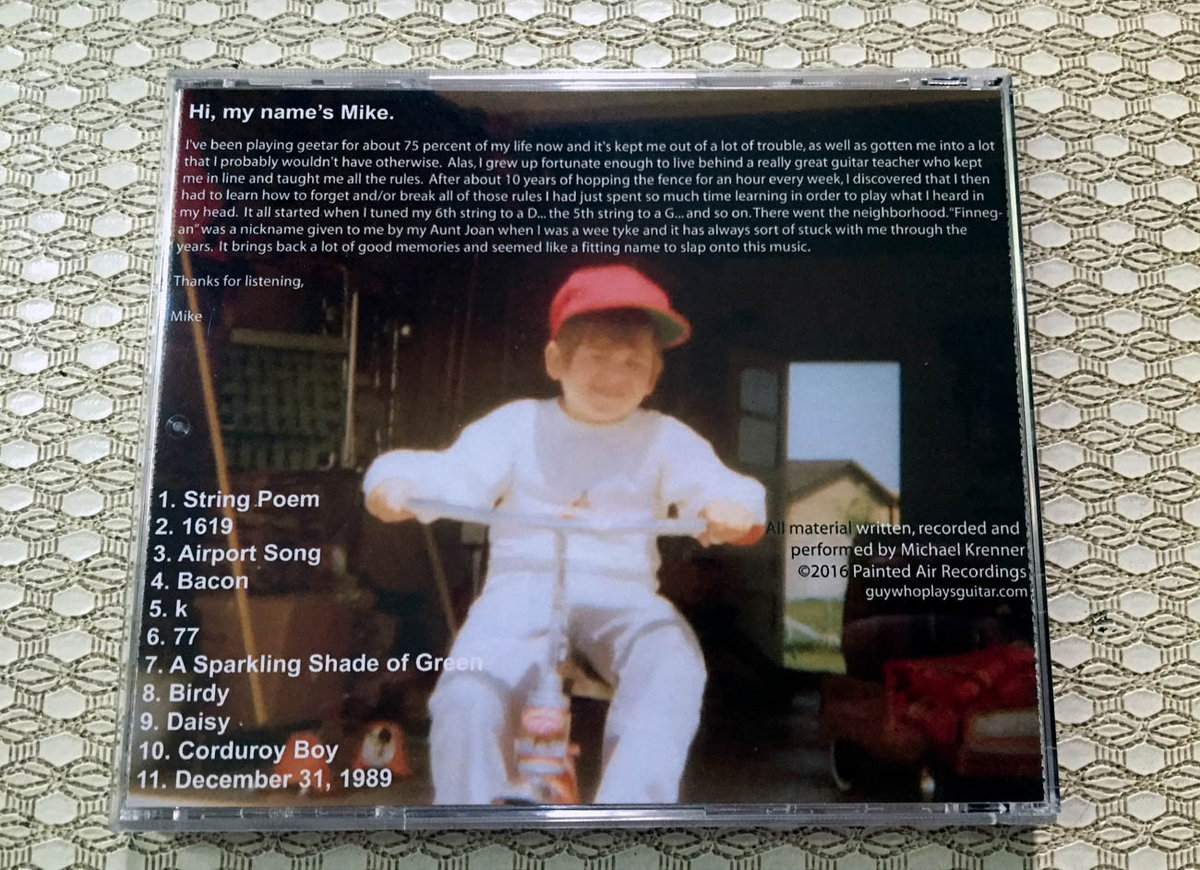 Hi, my name's Mike.
I've been playing geetar for about 75 percent of my life now and it's kept me out of a lot of trouble, as well as gotten me into a lot
that I probably wouldn't have otherwise. Alas, I grew up fortunate enough to live behind a really great guitar teacher who kept
me in line and taught me all the rules. After about 10 years of hopping the fence for an hour every week, I discovered that I then
had to learn how to forget and/or break all of those rules I had just spent so much time learning in order to play what I heard in
my head. It all started when I tuned my 6th string to a D... the 5th string to a G... and so on. There went the neighborhood. "Finneg-
an" was a nickname given to me by my Aunt Joan when I was a wee tyke and it has always sort of stuck with me through the
years. It brings back a lot of good memories and seemed like a fitting name to slap onto this music.
Thanks for listening,
Mike
1. String Poem
2. 1619
3. Airport Song
4. Bacon
5. k
6. 77
7. A Sparkling Shade of Green
8. Birdy
9. Daisy
10. Corduroy Boy
11. December 31, 1989
All material written, recorded and
performed by Michael Krenner
©2016 Painted Air Recordings
guywhoplaysguitar.com